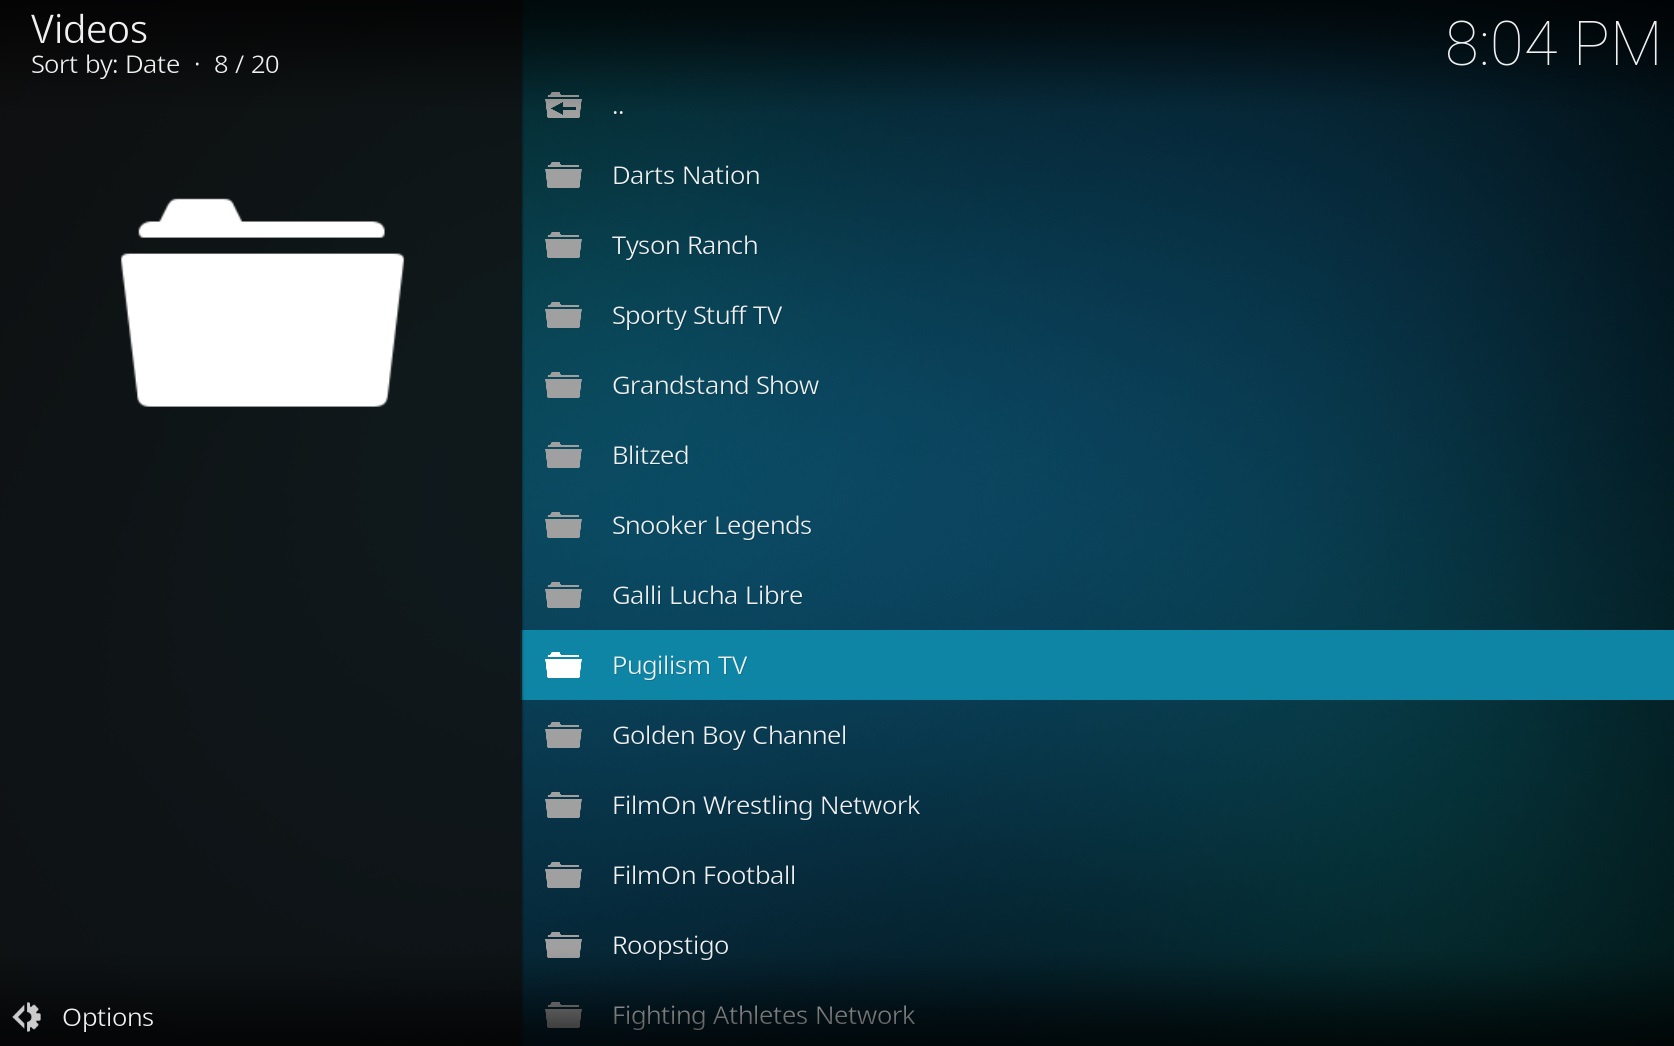 Videos
Sort by: Date · 8 / 20
8:04 PM
..
Darts Nation
Tyson Ranch
Sporty Stuff TV
Grandstand Show
Blitzed
Snooker Legends
Galli Lucha Libre
Pugilism TV
Golden Boy Channel
FilmOn Wrestling Network
FilmOn Football
Roopstigo
Fighting Athletes Network
Options